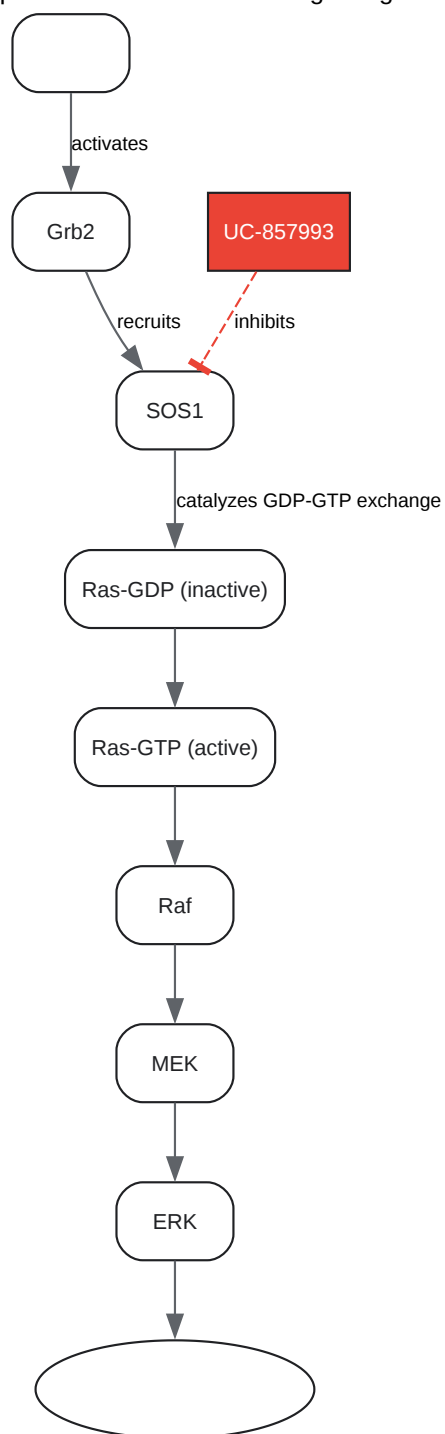 activates
Grb2
UC-857993
recruits
inhibits
SOS1
catalyzes GDP-GTP exchange
Ras-GDP (inactive)
Ras-GTP (active)
Raf
MEK
ERK